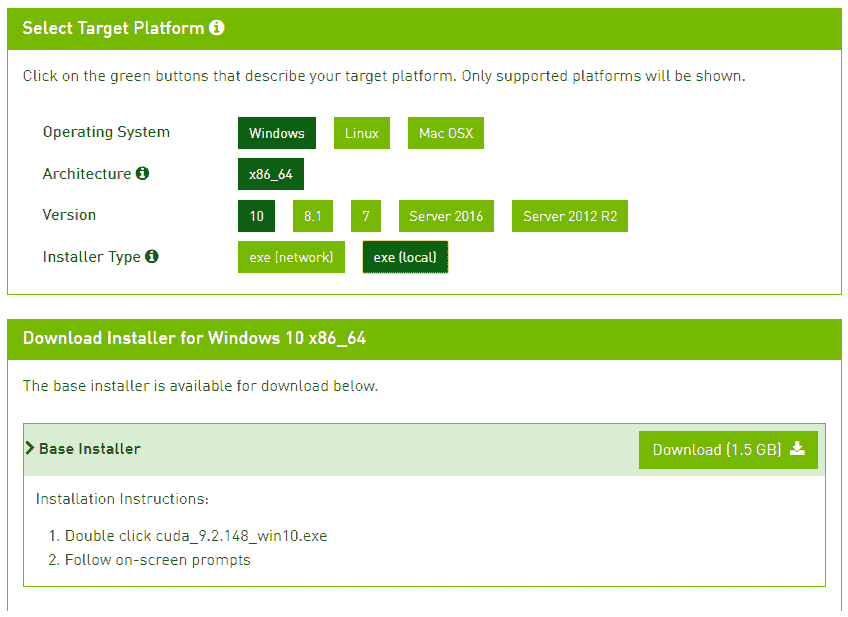 Select Target Platform
Click on the green buttons that describe your target platform. Only supported platforms will be shown.
Operating System Windows Linux Mac OSX
Architecture x86_64
Version 10 8.1 7 Server 2016 Server 2012 R2
Installer Type exe (network) exe (local)
Download Installer for Windows 10 x86_64
The base installer is available for download below.
Base Installer Download (1.5 GB)
Installation Instructions:
1. Double click cuda_9.2.148_win10.exe
2. Follow on-screen prompts